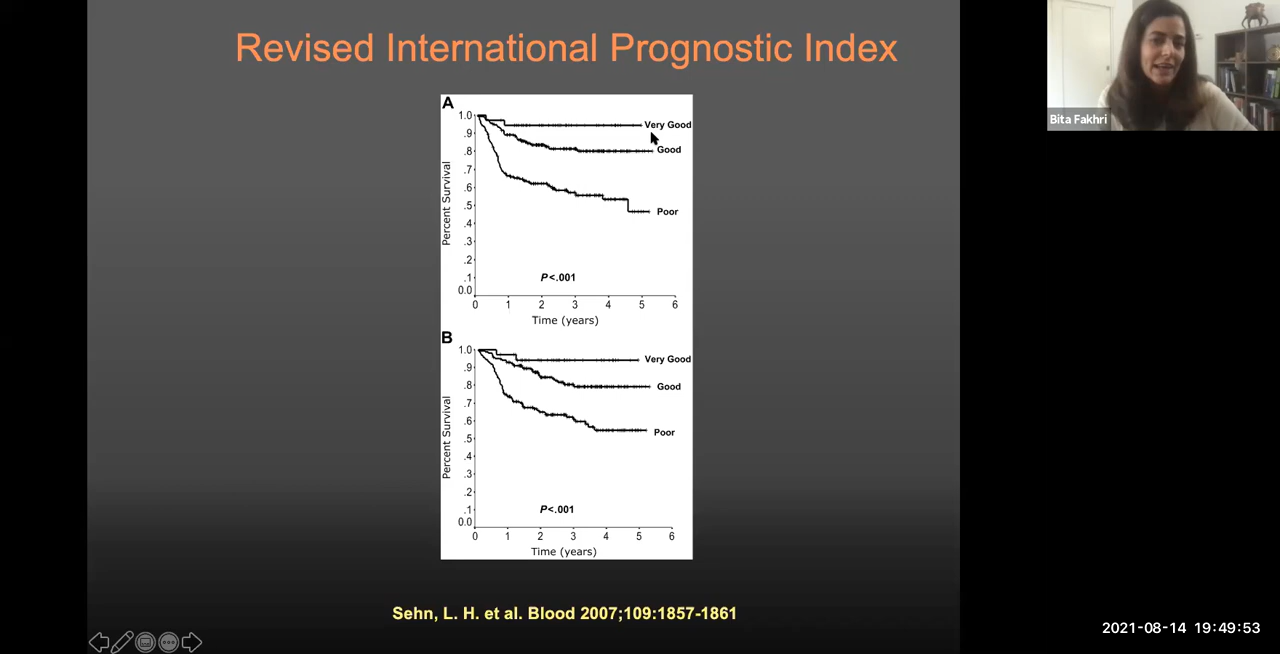 Revised International Prognostic Index
Bita Fakhri
A
Percent Survival
1.0
.9
.8
.7
.6
.5
.4
.3
.2
.1
0.0
Very Good
Good
Poor
P<.001
0 1 2 3 4 5 6
Time (years)
B
Percent Survival
1.0
.9
.8
.7
.6
.5
.4
.3
.2
.1
0.0
Very Good
Good
Poor
P<.001
0 1 2 3 4 5 6
Time (years)
Sehn, L. H. et al. Blood 2007;109:1857-1861
2021-08-14 19:49:53